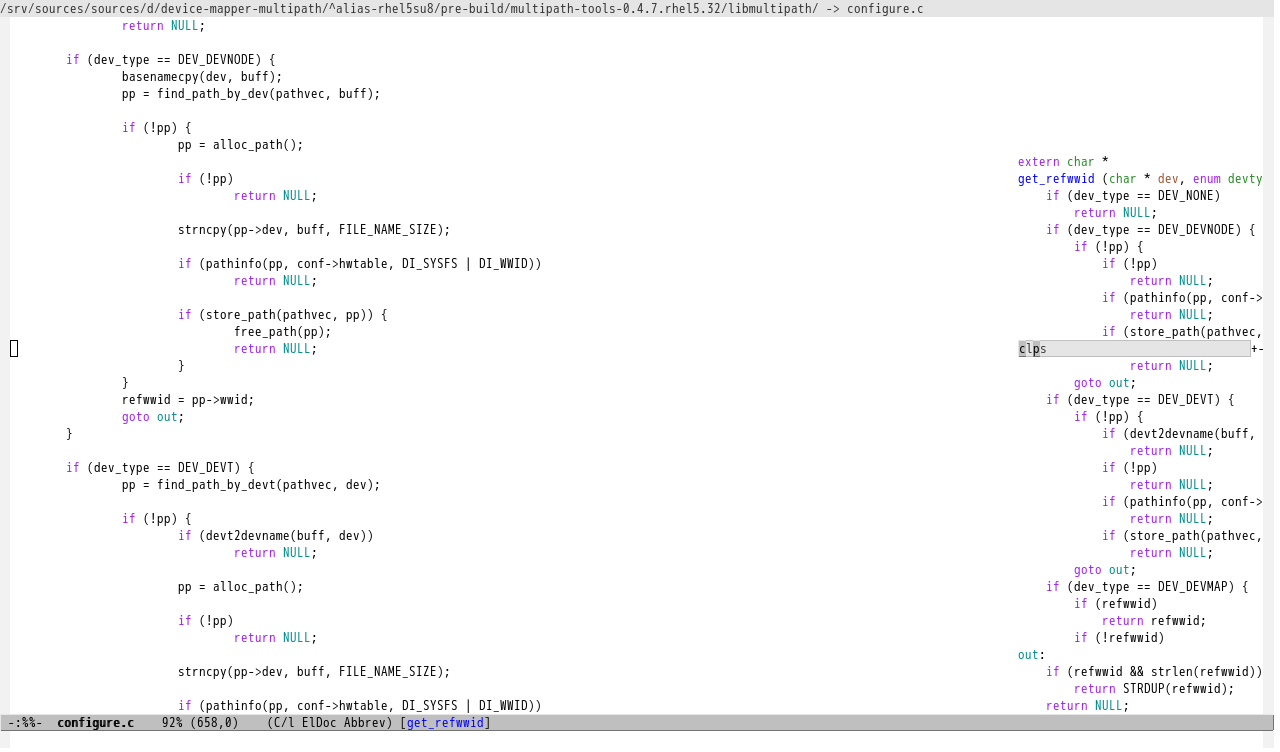 /srv/sources/sources/d/device-mapper-multipath/^alias-rhel5su8/pre-build/multipath-tools-0.4.7.rhel5.32/libmultipath/ -> configure.c
                return NULL;

        if (dev_type == DEV_DEVNODE) {
                basenamecpy(dev, buff);
                pp = find_path_by_dev(pathvec, buff);

                if (!pp) {
                        pp = alloc_path();

                        if (!pp)
                                return NULL;

                        strncpy(pp->dev, buff, FILE_NAME_SIZE);

                        if (pathinfo(pp, conf->hwtable, DI_SYSFS | DI_WWID))
                                return NULL;

                        if (store_path(pathvec, pp)) {
                                free_path(pp);
                                return NULL;
                        }
                }
                refwwid = pp->wwid;
                goto out;
        }

        if (dev_type == DEV_DEVT) {
                pp = find_path_by_devt(pathvec, dev);

                if (!pp) {
                        if (devt2devname(buff, dev))
                                return NULL;

                        pp = alloc_path();

                        if (!pp)
                                return NULL;

                        strncpy(pp->dev, buff, FILE_NAME_SIZE);

                        if (pathinfo(pp, conf->hwtable, DI_SYSFS | DI_WWID))
extern char *
get_refwwid (char * dev, enum devty
    if (dev_type == DEV_NONE)
        return NULL;
    if (dev_type == DEV_DEVNODE) {
        if (!pp) {
            if (!pp)
                return NULL;
            if (pathinfo(pp, conf->
                return NULL;
            if (store_path(pathvec,
clps +-
                return NULL;
        goto out;
    if (dev_type == DEV_DEVT) {
        if (!pp) {
            if (devt2devname(buff,
                return NULL;
            if (!pp)
                return NULL;
            if (pathinfo(pp, conf->
                return NULL;
            if (store_path(pathvec,
                return NULL;
        goto out;
    if (dev_type == DEV_DEVMAP) {
        if (refwwid)
            return refwwid;
        if (!refwwid)
out:
    if (refwwid && strlen(refwwid))
        return STRDUP(refwwid);
    return NULL;
-:%%-  configure.c    92% (658,0)    (C/l ElDoc Abbrev) [get_refwwid]